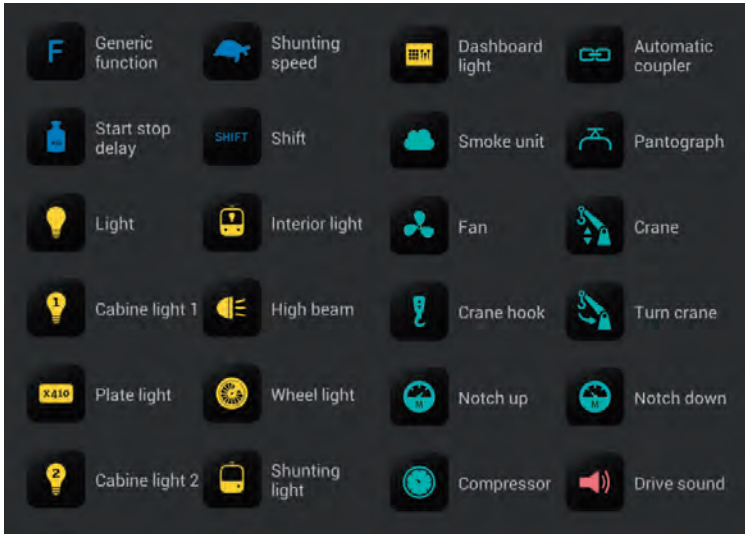 F
Generic
function
Shunting
speed
Dashboard
light
Automatic
coupler
KG
Start stop
delay
SHIFT
Shift
Smoke unit
Pantograph
Light
Interior light
Fan
Crane
1
Cabine light 1
High beam
Crane hook
Turn crane
X410
Plate light
Wheel light
M
Notch up
M
Notch down
2
Cabine light 2
Shunting
light
Compressor
Drive sound